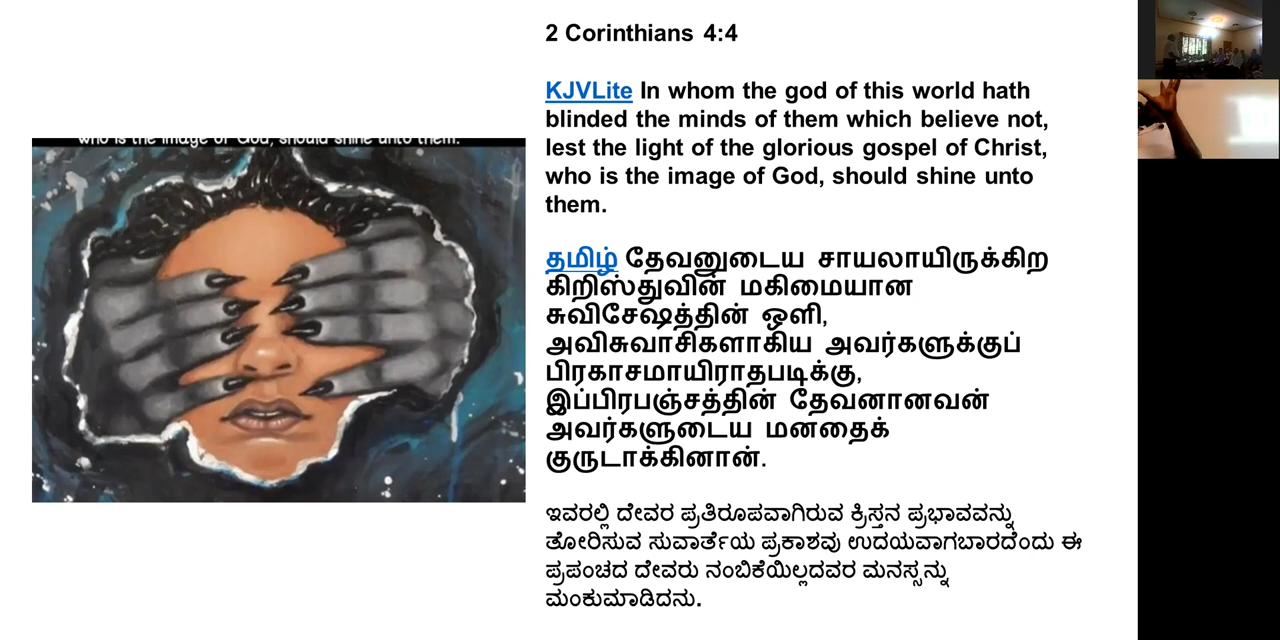 who is the image of God, should shine unto them.
2 Corinthians 4:4
KJVLite In whom the god of this world hath
blinded the minds of them which believe not,
lest the light of the glorious gospel of Christ,
who is the image of God, should shine unto
them.
தமிழ் தேவனுடைய சாயலாயிருக்கிற
கிறிஸ்துவின் மகிமையான
சுவிசேஷத்தின் ஒளி,
அவிசுவாசிகளாகிய அவர்களுக்குப்
பிரகாசமாயிராதபடிக்கு,
இப்பிரபஞ்சத்தின் தேவனானவன்
அவர்களுடைய மனதைக்
குருடாக்கினான்.
ಇವರಲ್ಲಿ ದೇವರ ಪ್ರತಿರೂಪವಾಗಿರುವ ಕ್ರಿಸ್ತನ ಪ್ರಭಾವವನ್ನು
ತೋರಿಸುವ ಸುವಾರ್ತೆಯ ಪ್ರಕಾಶವು ಉದಯವಾಗಬಾರದೆಂದು ಈ
ಪ್ರಪಂಚದ ದೇವರು ನಂಬಿಕೆಯಿಲ್ಲದವರ ಮನಸ್ಸನ್ನು
ಮಂಕುಮಾಡಿದನು.